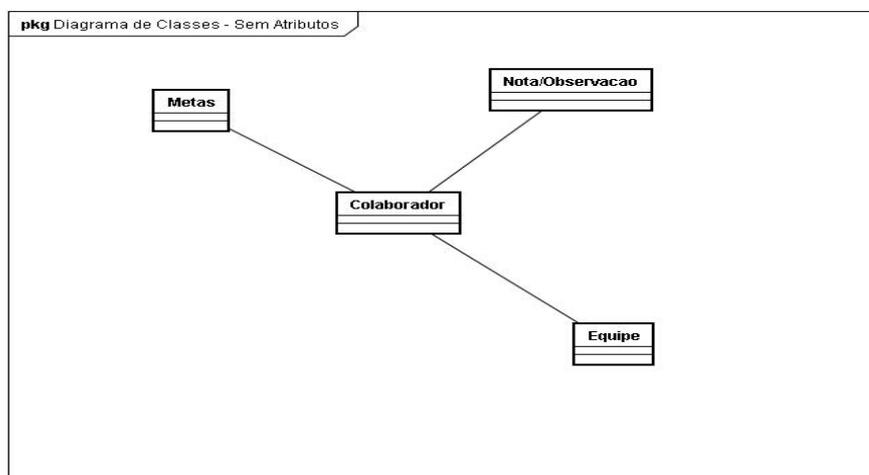 pkg Diagrama de Classes - Sem Atributos
Nota/Observacao
Metas
Colaborador
Equipe